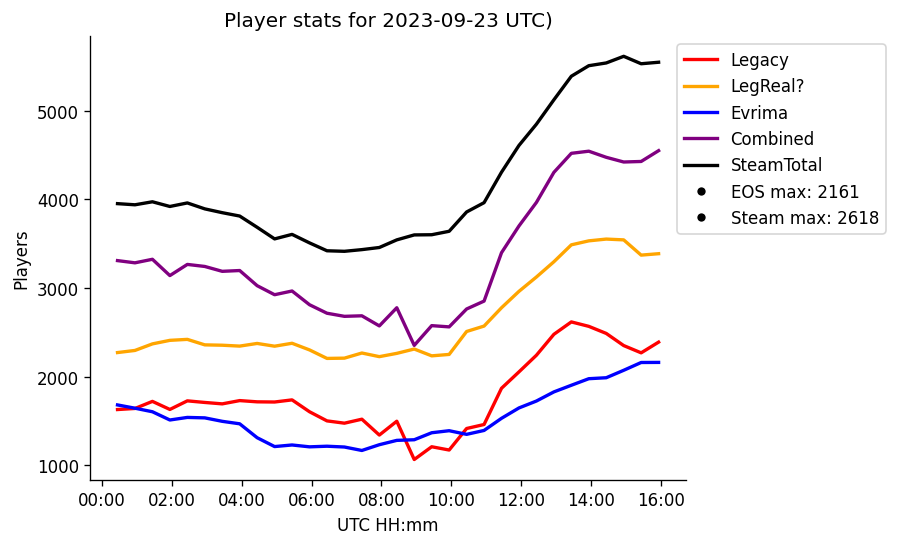 Player stats for 2023-09-23 UTC)
Legacy
LegReal?
Evrima
Combined
SteamTotal
EOS max: 2161
Steam max: 2618
Players
5000
4000
3000
2000
1000
00:00 02:00 04:00 06:00 08:00 10:00 12:00 14:00 16:00
UTC HH:mm